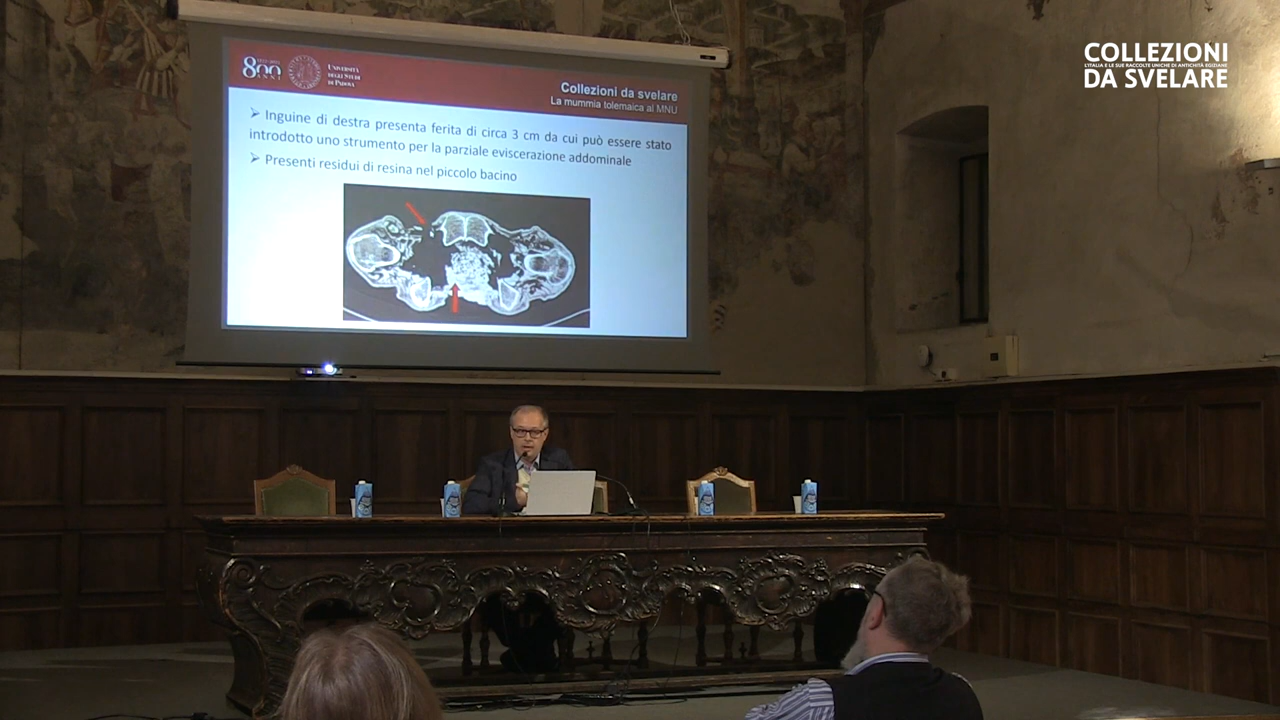 COLLEZIONI
L'ITALIA E LE SUE RACCOLTE UNICHE DI ANTICHITÀ EGIZIANE
DA SVELARE
800
ANNI
UNIVERSITÀ
DEGLI STUDI
DI PADOVA
Collezioni da svelare
La mummia tolemaica al MNU
➢ Inguine di destra presenta ferita di circa 3 cm da cui può essere stato
introdotto uno strumento per la parziale eviscerazione addominale
➢ Presenti residui di resina nel piccolo bacino